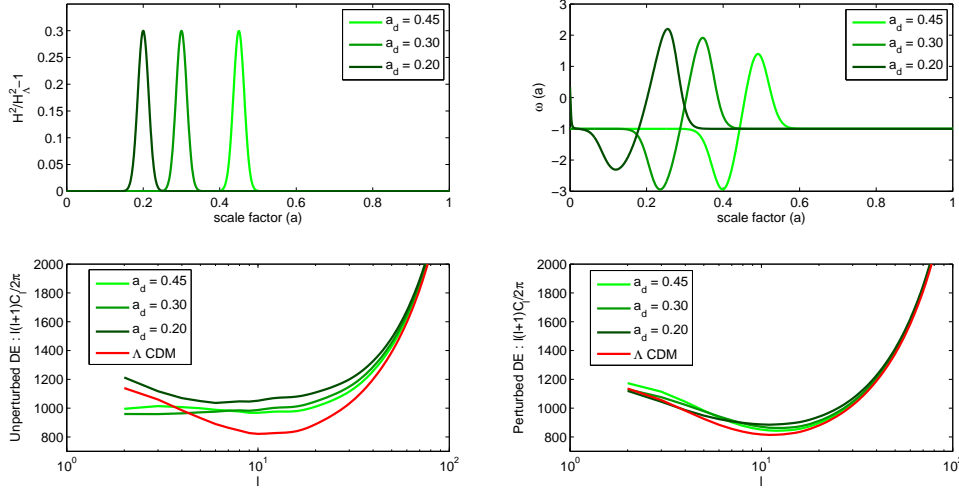 H²/H²_Λ−1
0.3
0.25
0.2
0.15
0.1
0.05
0
0 0.2 0.4 0.6 0.8 1
scale factor (a)
a_d = 0.45
a_d = 0.30
a_d = 0.20
ω (a)
4
3
2
1
0
−1
−2
−3
0 0.2 0.4 0.6 0.8 1
scale factor (a)
a_d = 0.45
a_d = 0.30
a_d = 0.20
Unperturbed DE : l(l+1)C_l/2π
2000
1800
1600
1400
1200
1000
800
10⁰ 10¹ 10²
l
a_d = 0.45
a_d = 0.30
a_d = 0.20
Λ CDM
Perturbed DE : l(l+1)C_l/2π
2000
1800
1600
1400
1200
1000
800
10⁰ 10¹ 10²
l
a_d = 0.45
a_d = 0.30
a_d = 0.20
Λ CDM